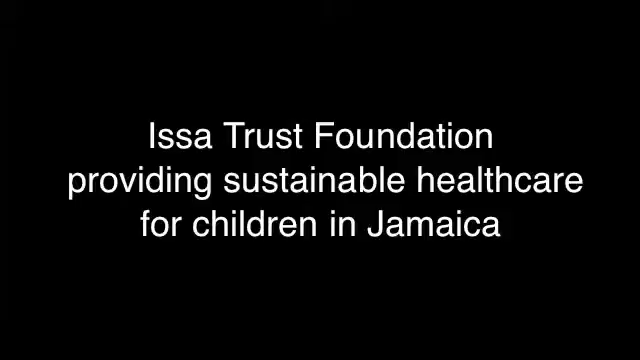 Issa Trust Foundation
providing sustainable healthcare
for children in Jamaica